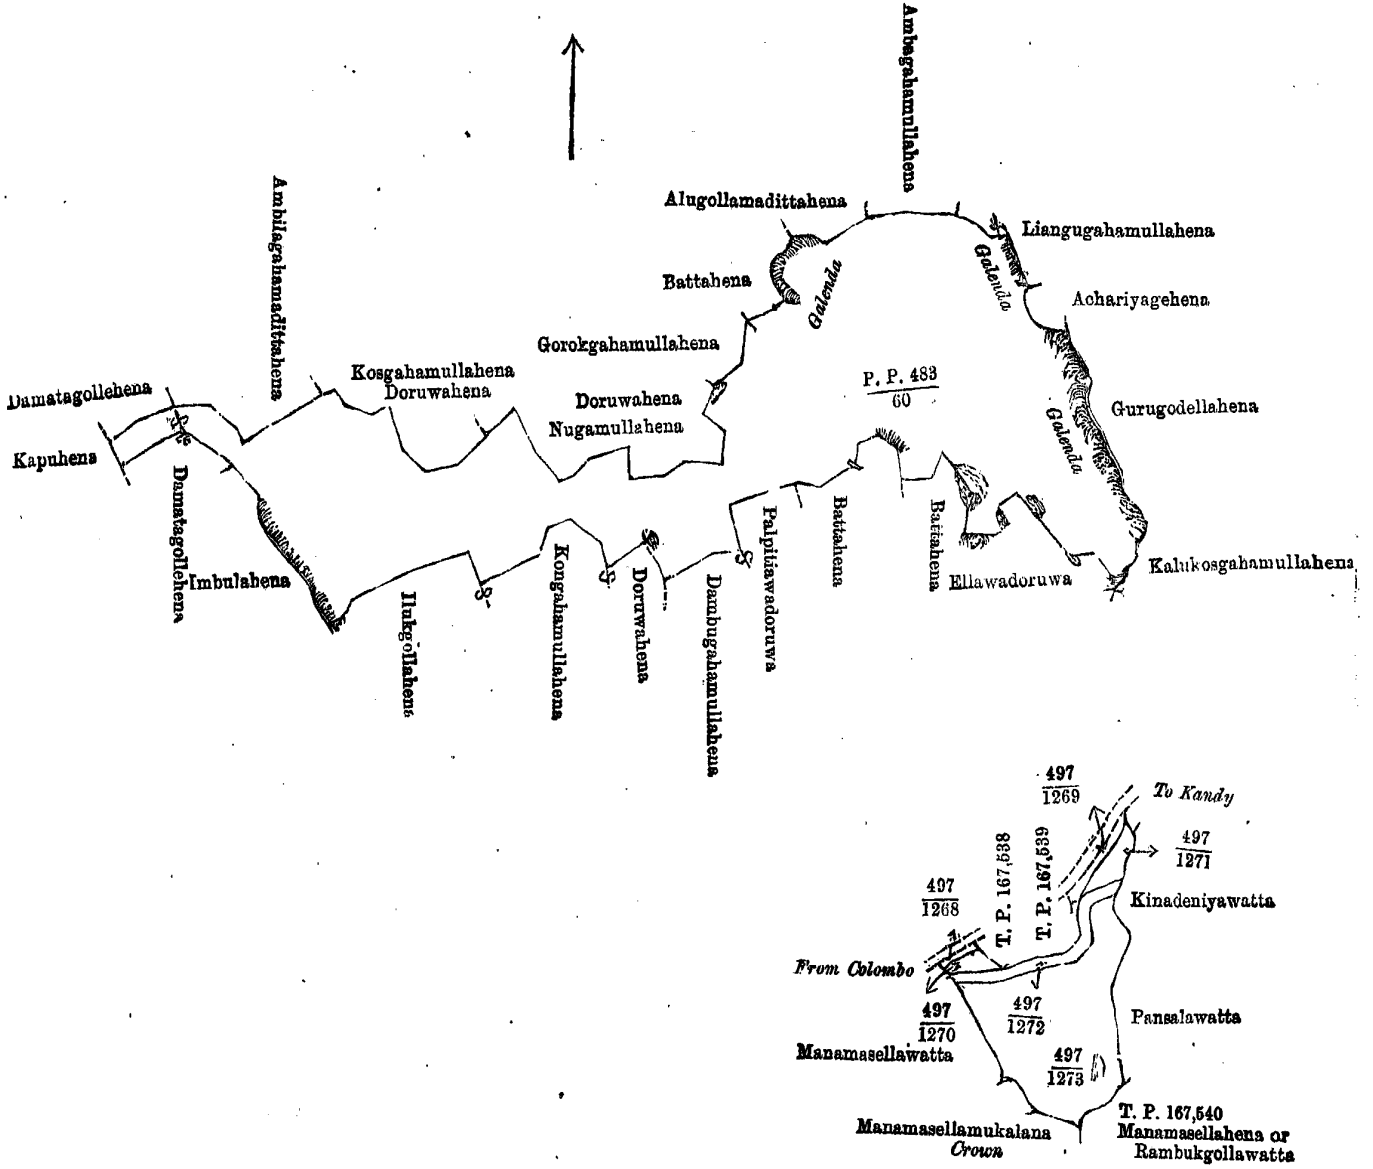 Ambagahamullahena
Alugollamadittahena
Liangugahamullahena
Galenda
Battahena
Galenda
Achariyagehena
Ambilagahamadittahena
Gorokgahamullahena
Kosgahamullahena
Doruwahena
P. P. 483
60
Damatagollehena
Doruwahena
Nugamullahena
Gurugodellahena
Galenda
Kapuhena
Damatagollehena
Imbulahena
Ilukgollahena
Kongahamullahena
Doruwahena
Dambugahamullahena
Palpitiawadoruwa
Battahena
Battahena
Ellawadoruwa
Kalukosgahamullahena
497
1269
To Kandy
497
1271
T. P. 167,538
T. P. 167,539
497
1268
Kinadeniyawatta
From Colombo
497
1270
497
1272
Pansalawatta
Manamasellawatta
497
1273
Manamasellamukalana
Crown
T. P. 167,540
Manamasellahena or
Rambukgollawatta